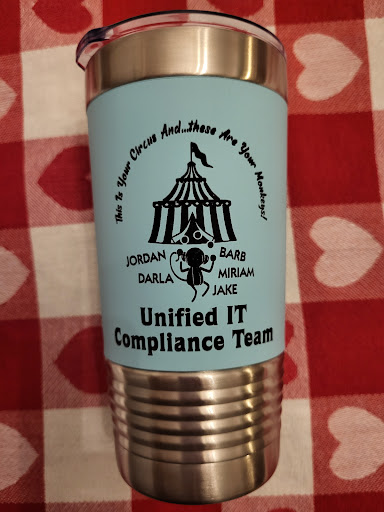 This Is Your Circus And...these Are Your Monkeys!
JORDAN BARB
DARLA MIRIAM
JAKE
Unified IT
Compliance Team